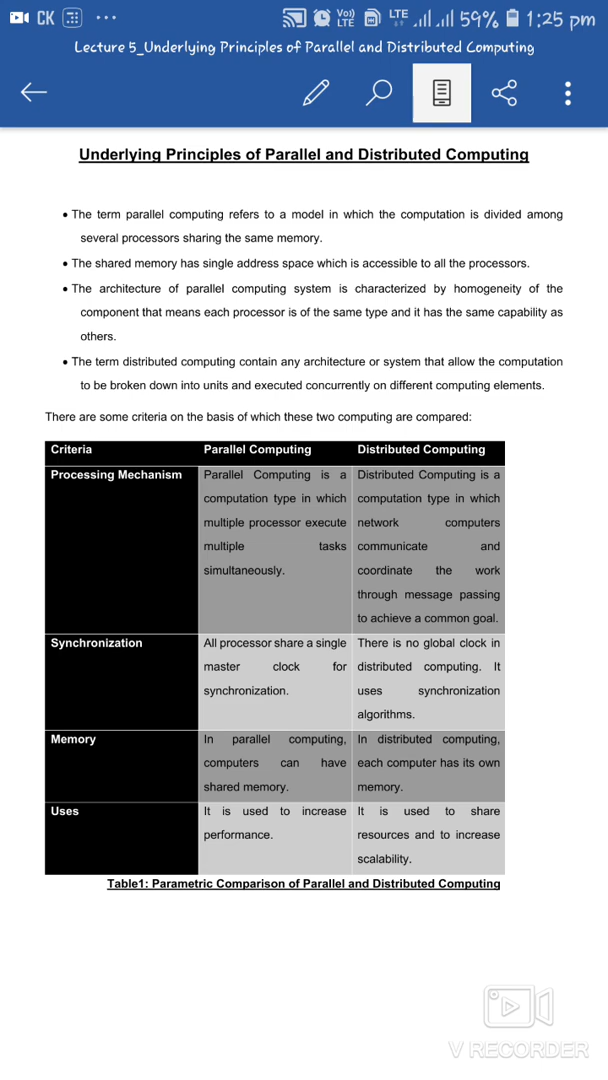 CK ... Vo)) LTE LTE 59% 1:25 pm
Lecture 5_Underlying Principles of Parallel and Distributed Computing
Underlying Principles of Parallel and Distributed Computing
• The term parallel computing refers to a model in which the computation is divided among
several processors sharing the same memory.
• The shared memory has single address space which is accessible to all the processors.
• The architecture of parallel computing system is characterized by homogeneity of the
component that means each processor is of the same type and it has the same capability as
others.
• The term distributed computing contain any architecture or system that allow the computation
to be broken down into units and executed concurrently on different computing elements.
There are some criteria on the basis of which these two computing are compared:
Criteria Parallel Computing Distributed Computing
Processing Mechanism Parallel Computing is a Distributed Computing is a
computation type in which computation type in which
multiple processor execute network computers
multiple tasks communicate and
simultaneously. coordinate the work
through message passing
to achieve a common goal.
Synchronization All processor share a single There is no global clock in
master clock for distributed computing. It
synchronization. uses synchronization
algorithms.
Memory In parallel computing, In distributed computing,
computers can have each computer has its own
shared memory. memory.
Uses It is used to increase It is used to share
performance. resources and to increase
scalability.
Table1: Parametric Comparison of Parallel and Distributed Computing
V RECORDER